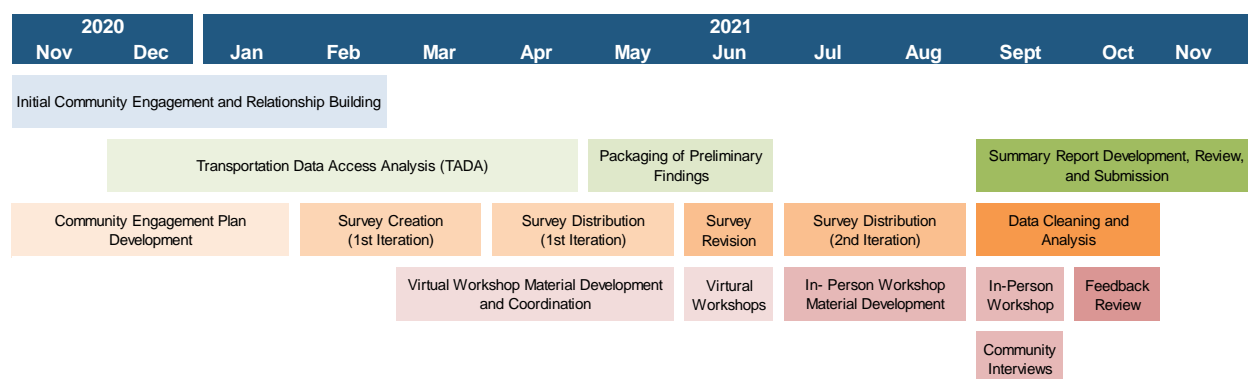 2020
2021
Nov Dec Jan Feb Mar Apr May Jun Jul Aug Sept Oct Nov
Initial Community Engagement and Relationship Building
Transportation Data Access Analysis (TADA)
Packaging of Preliminary
Findings
Summary Report Development, Review,
and Submission
Community Engagement Plan
Development
Survey Creation
(1st Iteration)
Survey Distribution
(1st Iteration)
Survey
Revision
Survey Distribution
(2nd Iteration)
Data Cleaning and
Analysis
Virtual Workshop Material Development
and Coordination
Virtural
Workshops
In- Person Workshop
Material Development
In-Person
Workshop
Feedback
Review
Community
Interviews